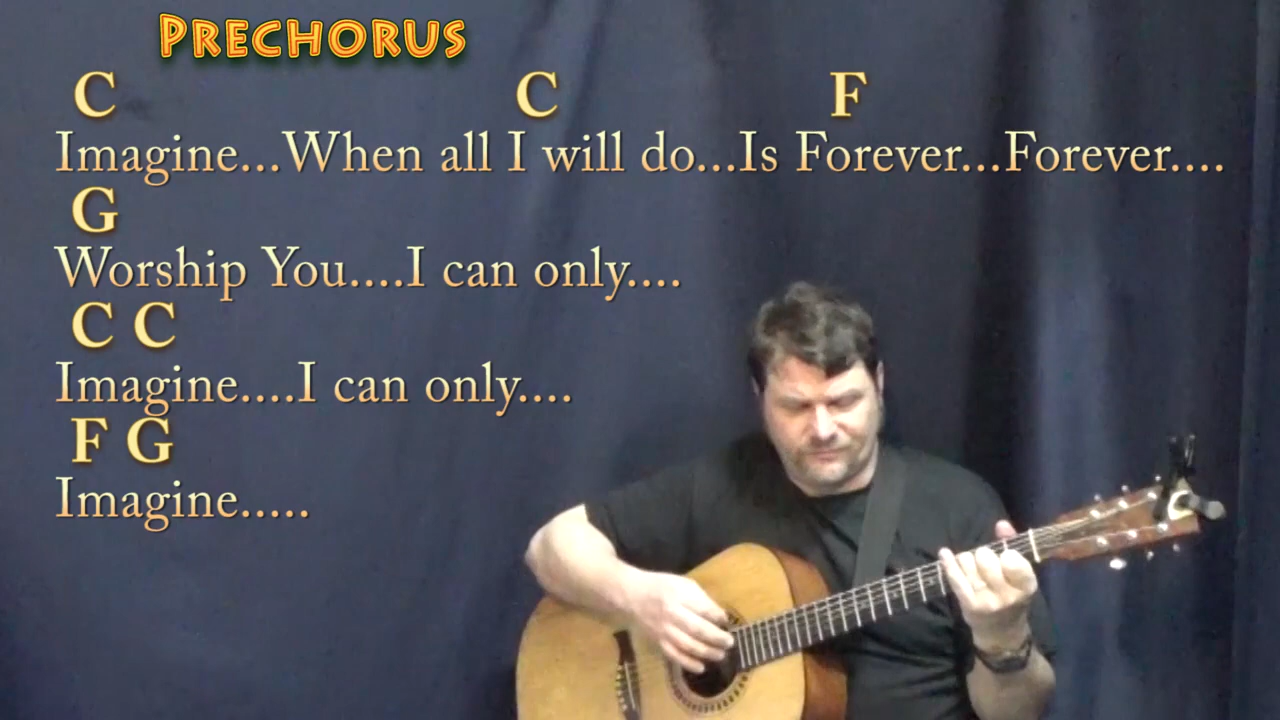 PRECHORUS
C C F
Imagine...When all I will do...Is Forever...Forever....
G
Worship You....I can only....
C C
Imagine....I can only....
F G
Imagine.....